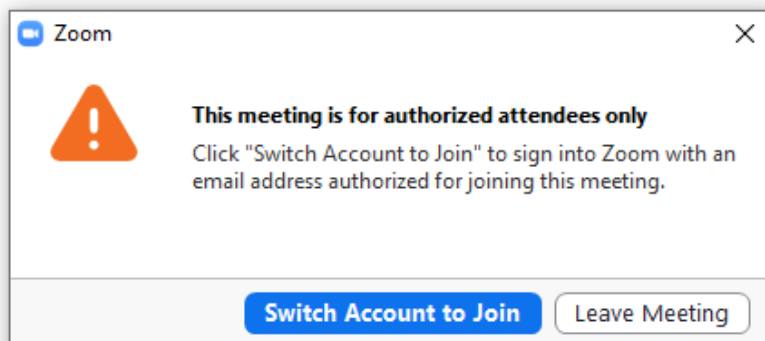 Zoom
This meeting is for authorized attendees only
Click "Switch Account to Join" to sign into Zoom with an
email address authorized for joining this meeting.
Switch Account to Join
Leave Meeting